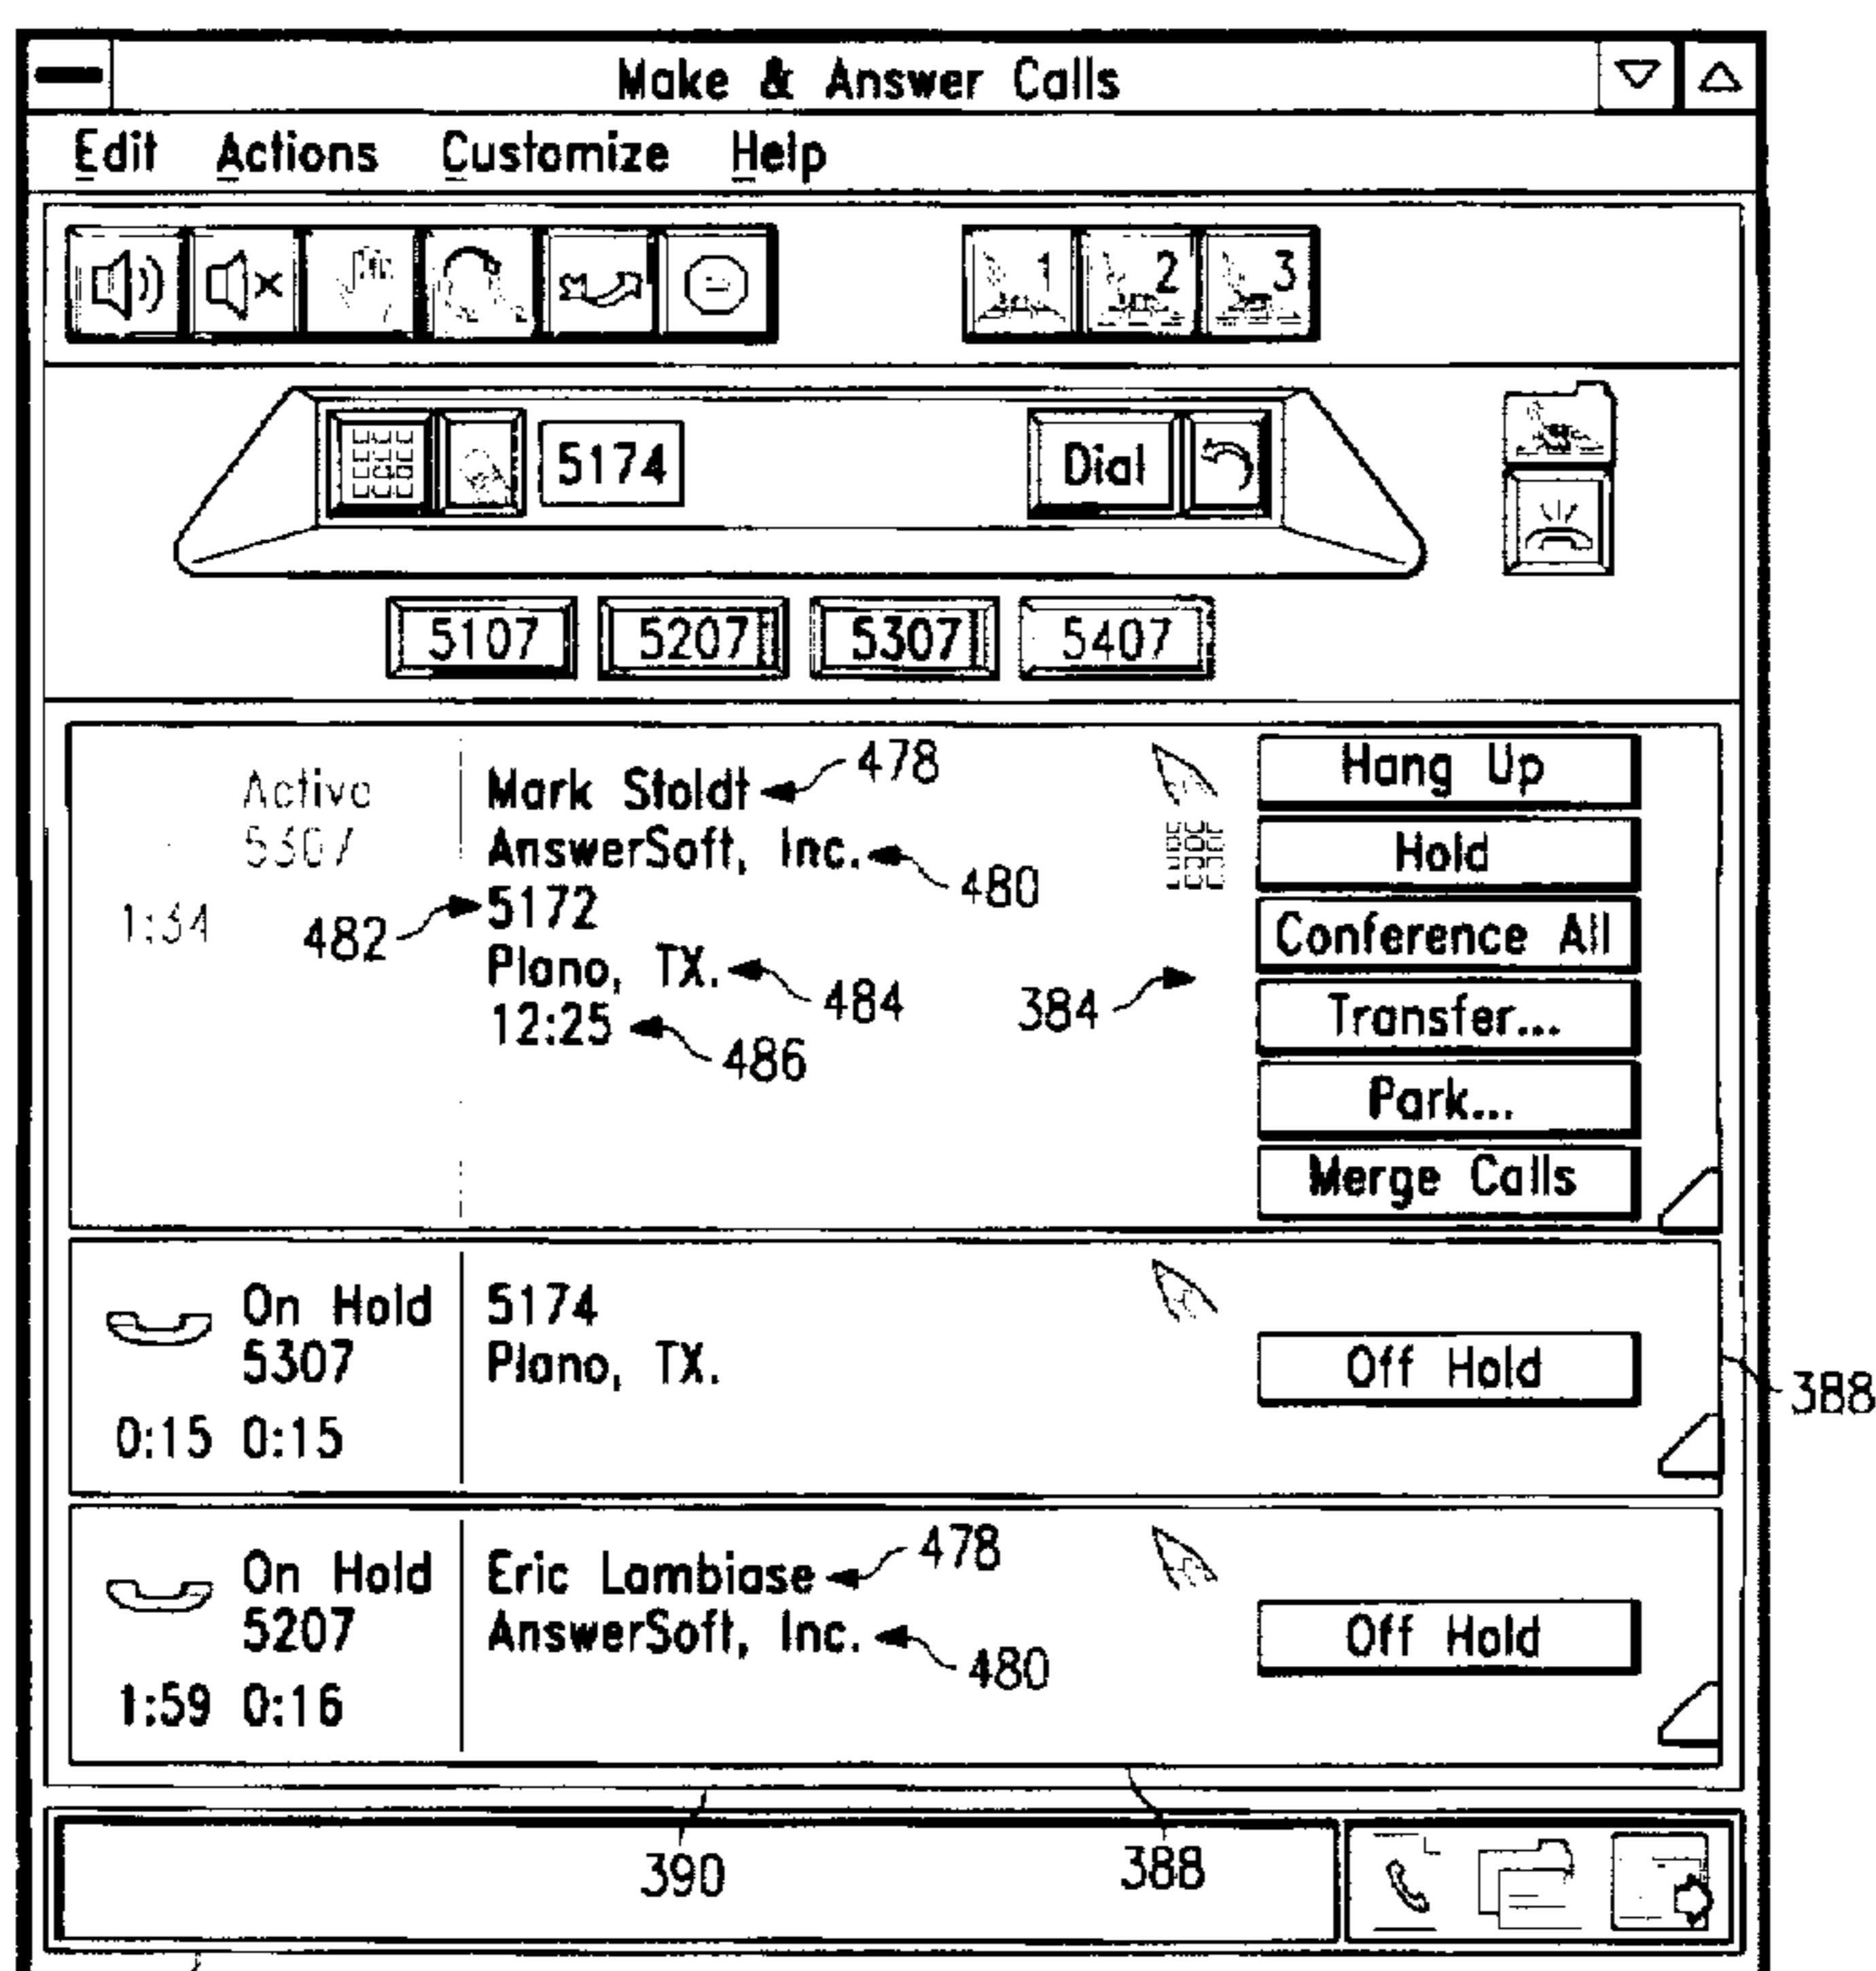 Make & Answer Calls
Edit Actions Customize Help
1 2 3
5174 Dial
5107 5207 5307 5407
Active
5307
1:34
Mark Stoldt 478
AnswerSoft, Inc. 480
482 5172
Plano, TX. 484
12:25 486
384
Hang Up
Hold
Conference All
Transfer...
Park...
Merge Calls
On Hold
5307
0:15 0:15
5174
Plano, TX.
Off Hold
388
On Hold
5207
1:59 0:16
Eric Lambiase 478
AnswerSoft, Inc. 480
Off Hold
390 388